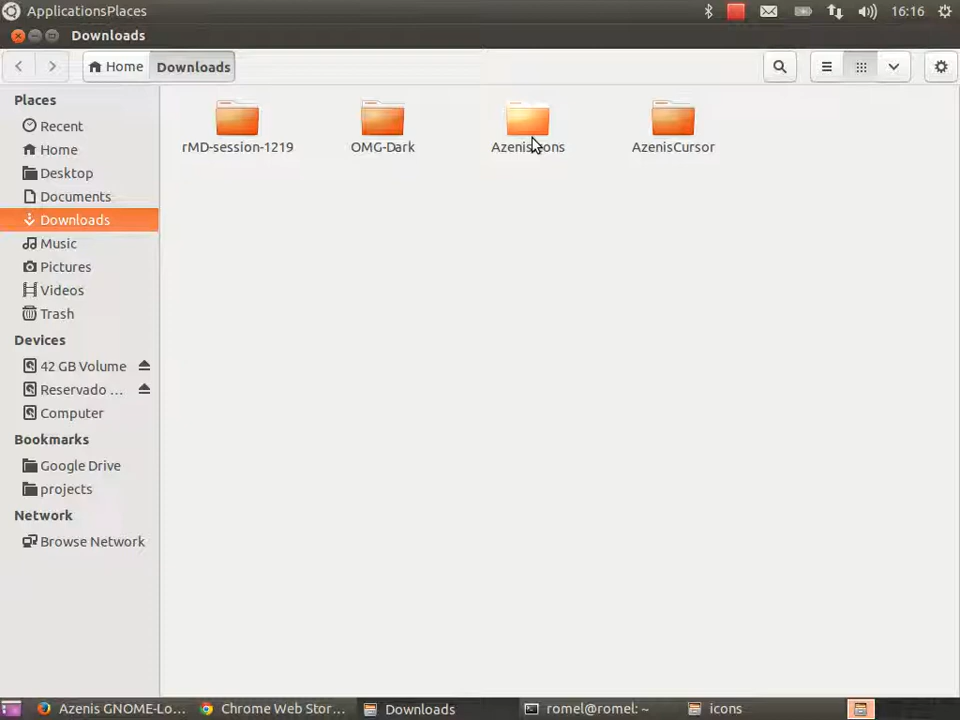 ApplicationsPlaces
16:16
Downloads
Home
Downloads
Places
Recent
Home
Desktop
Documents
Downloads
Music
Pictures
Videos
Trash
Devices
42 GB Volume
Reservado ...
Computer
Bookmarks
Google Drive
projects
Network
Browse Network
rMD-session-1219
OMG-Dark
AzenisIcons
AzenisCursor
Azenis GNOME-Lo...
Chrome Web Stor...
Downloads
romel@romel: ~
icons